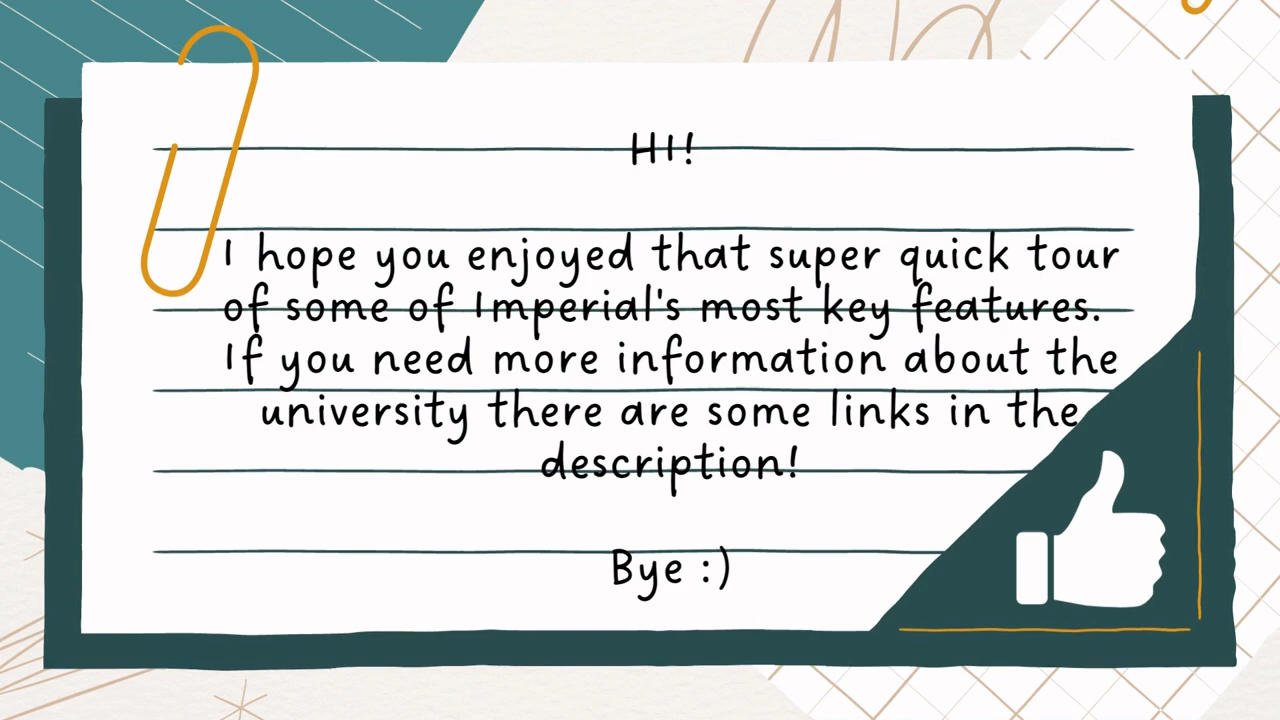 HI!
I hope you enjoyed that super quick tour
of some of Imperial's most key features.
If you need more information about the
university there are some links in the
description!
Bye :)